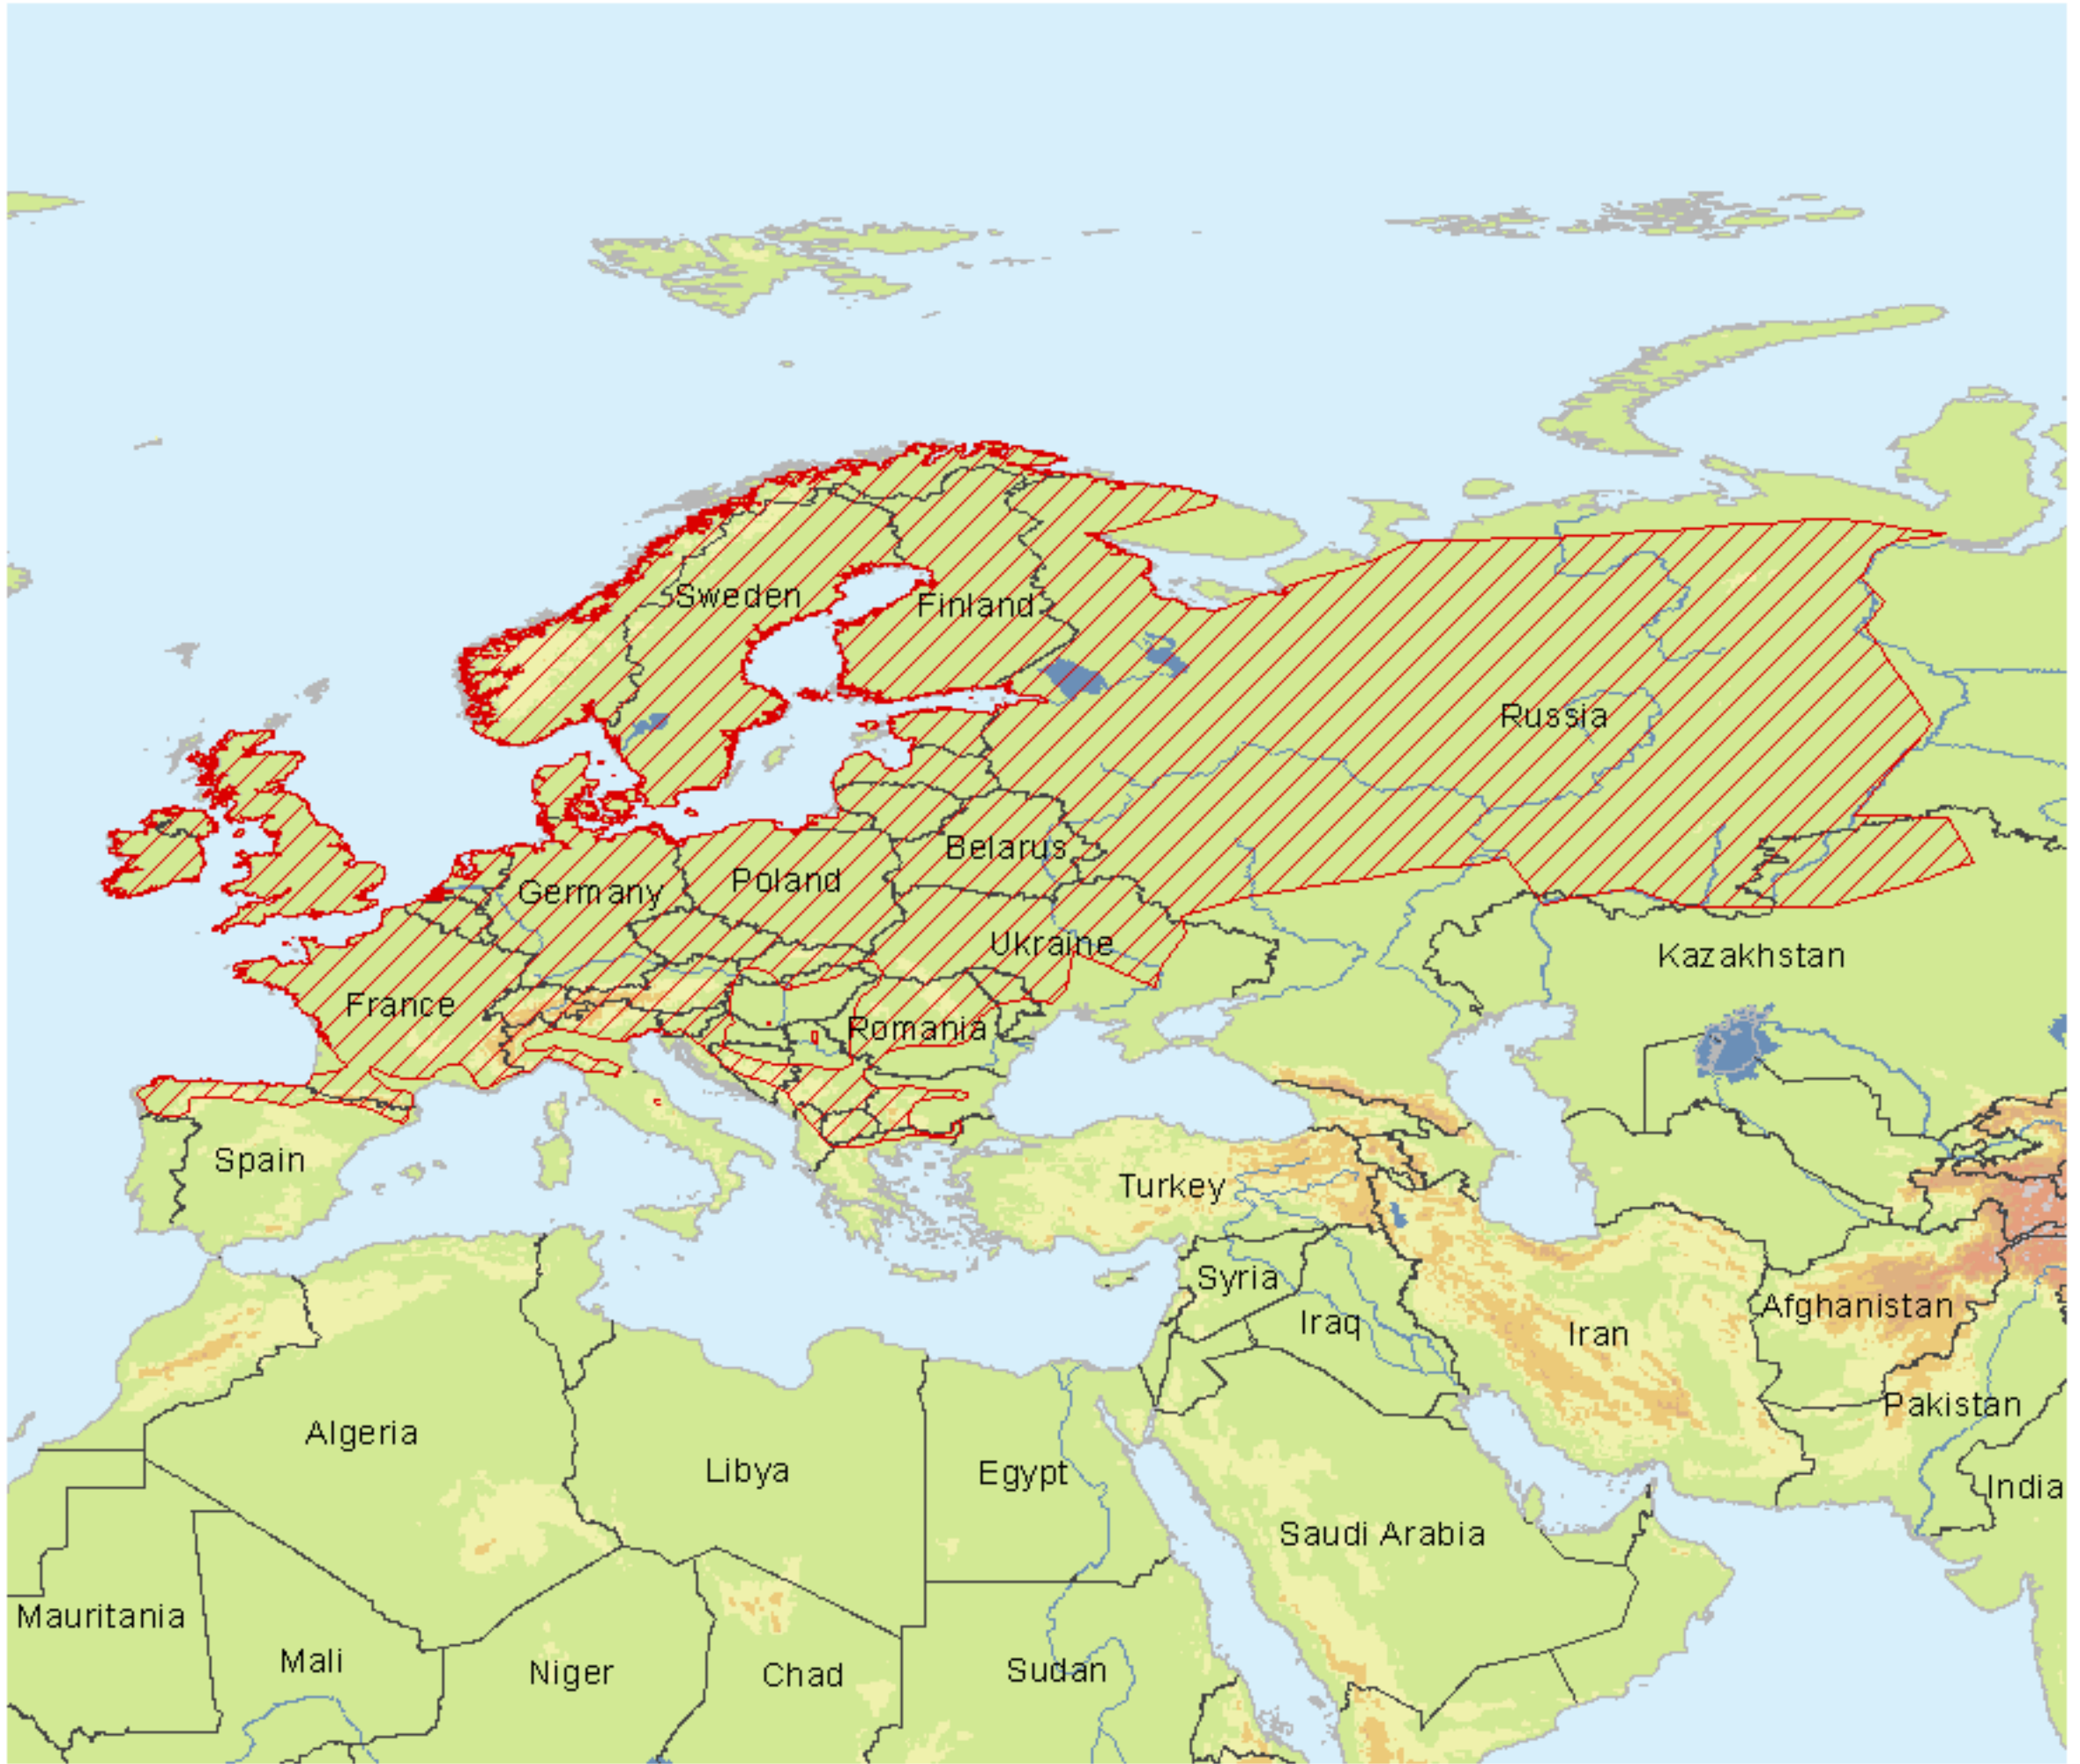 Sweden
Finland
Russia
Belarus
Germany
Poland
Ukraine
Kazakhstan
France
Romania
Spain
Turkey
Syria
Iraq
Iran
Afghanistan
Pakistan
Algeria
Libya
Egypt
India
Saudi Arabia
Mauritania
Mali
Niger
Chad
Sudan